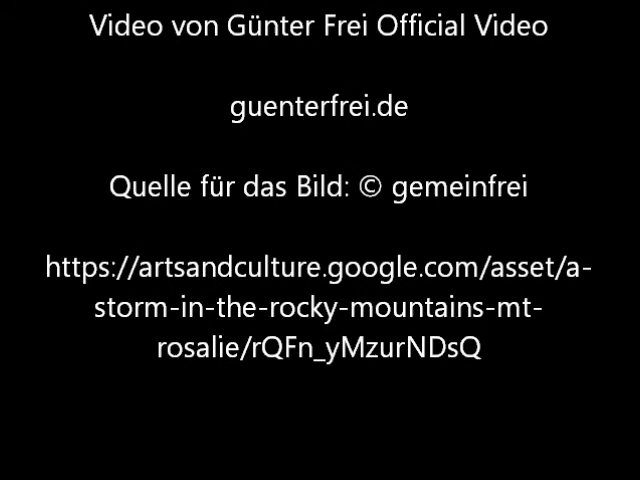 Video von Günter Frei Official Video
guenterfrei.de
Quelle für das Bild: © gemeinfrei
https://artsandculture.google.com/asset/a-
storm-in-the-rocky-mountains-mt-
rosalie/rQFn_yMzurNDsQ